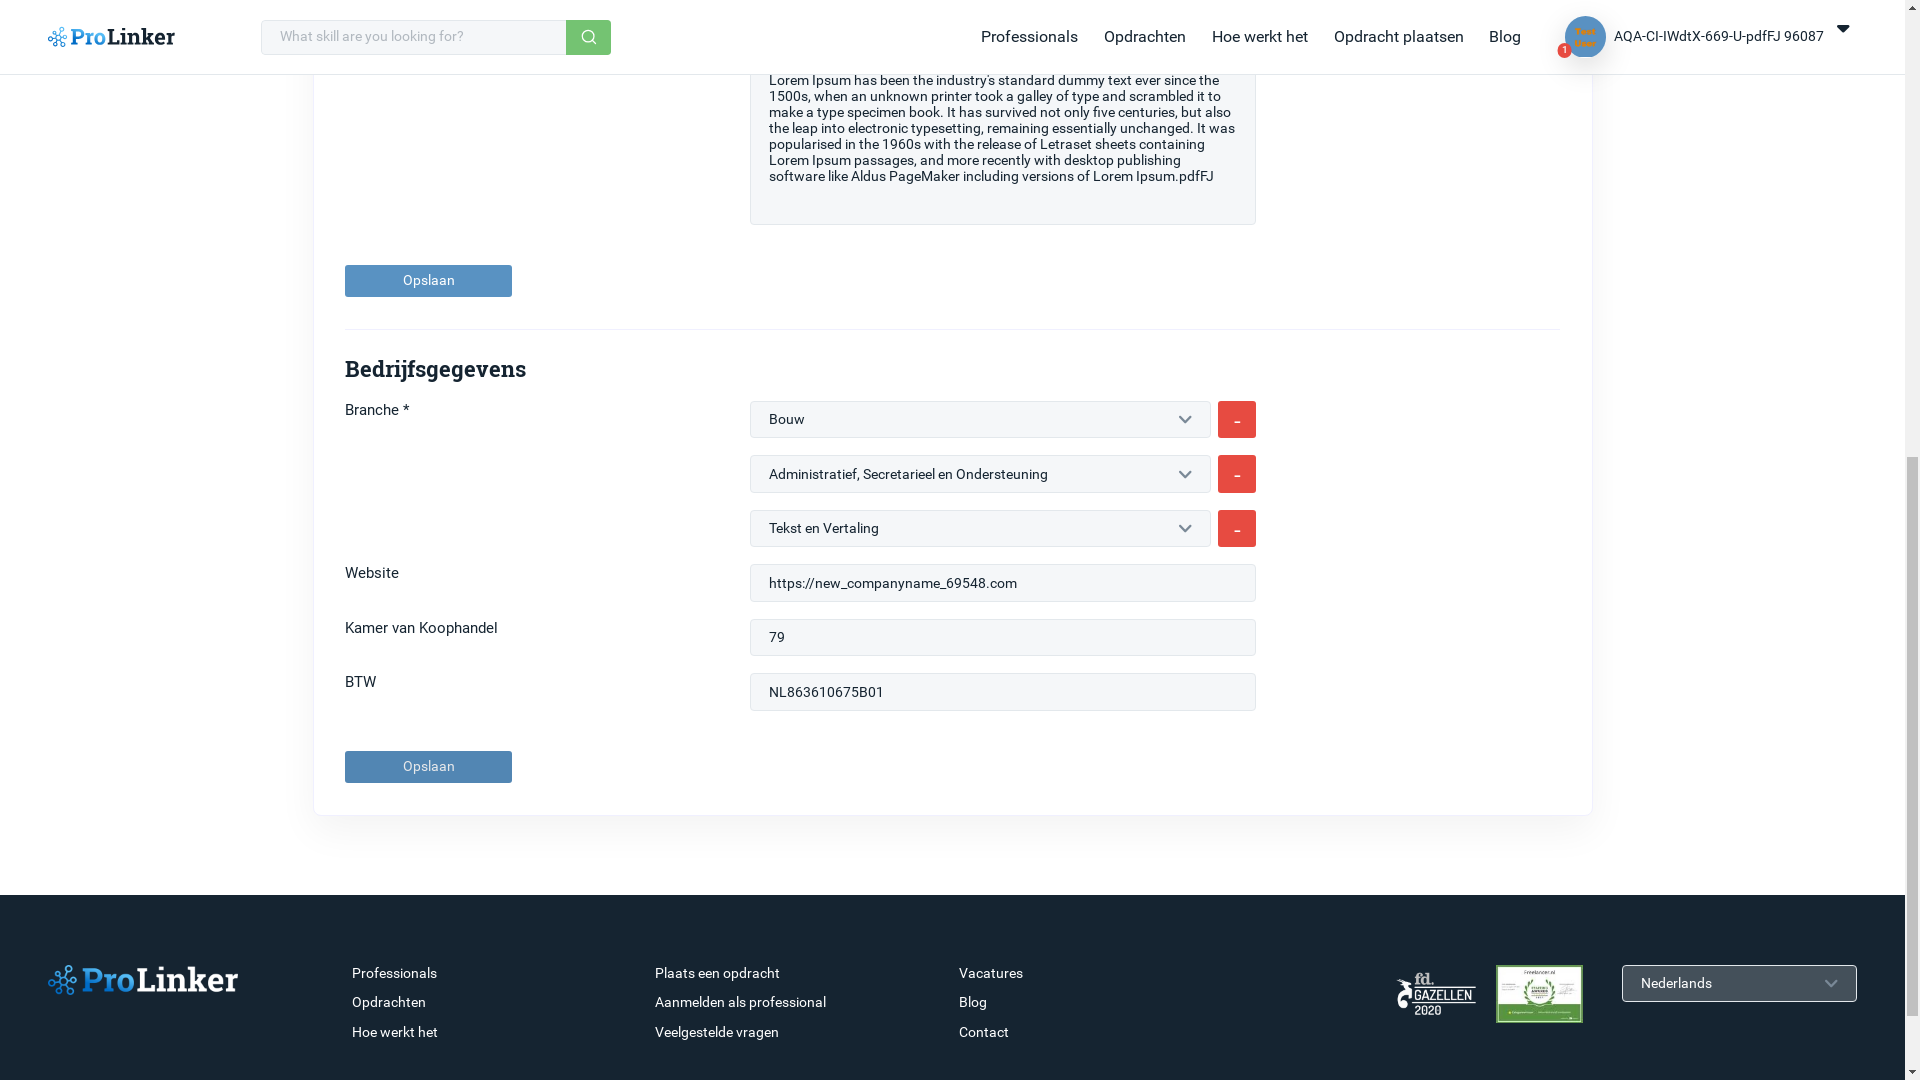 ProLinker
What skill are you looking for?
Professionals
Opdrachten
Hoe werkt het
Opdracht plaatsen
Blog
Test
User
1
AQA-CI-IWdtX-669-U-pdfFJ 96087
Lorem Ipsum has been the industry's standard dummy text ever since the
1500s, when an unknown printer took a galley of type and scrambled it to
make a type specimen book. It has survived not only five centuries, but also
the leap into electronic typesetting, remaining essentially unchanged. It was
popularised in the 1960s with the release of Letraset sheets containing
Lorem Ipsum passages, and more recently with desktop publishing
software like Aldus PageMaker including versions of Lorem Ipsum.pdfFJ
Opslaan
Bedrijfsgegevens
Branche *
Bouw
-
Administratief, Secretarieel en Ondersteuning
-
Tekst en Vertaling
-
Website
https://new_companyname_69548.com
Kamer van Koophandel
79
BTW
NL863610675B01
Opslaan
ProLinker
Professionals
Opdrachten
Hoe werkt het
Plaats een opdracht
Aanmelden als professional
Veelgestelde vragen
Vacatures
Blog
Contact
fd.
GAZELLEN
2020
Freelancer.nl
Nederlands